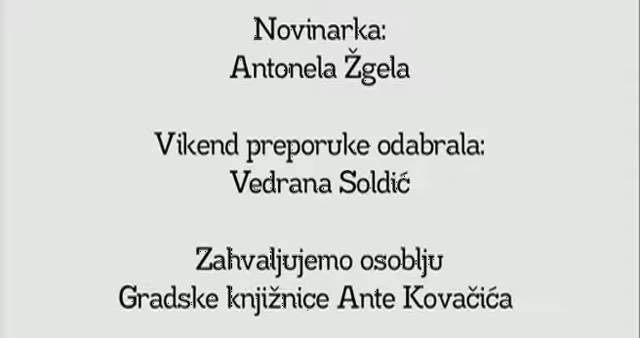 Novinarka:
Antonela Žgela
Vikend preporuke odabrala:
Vedrana Soldić
Zahvaljujemo osoblju
Gradske knjižnice Ante Kovačića